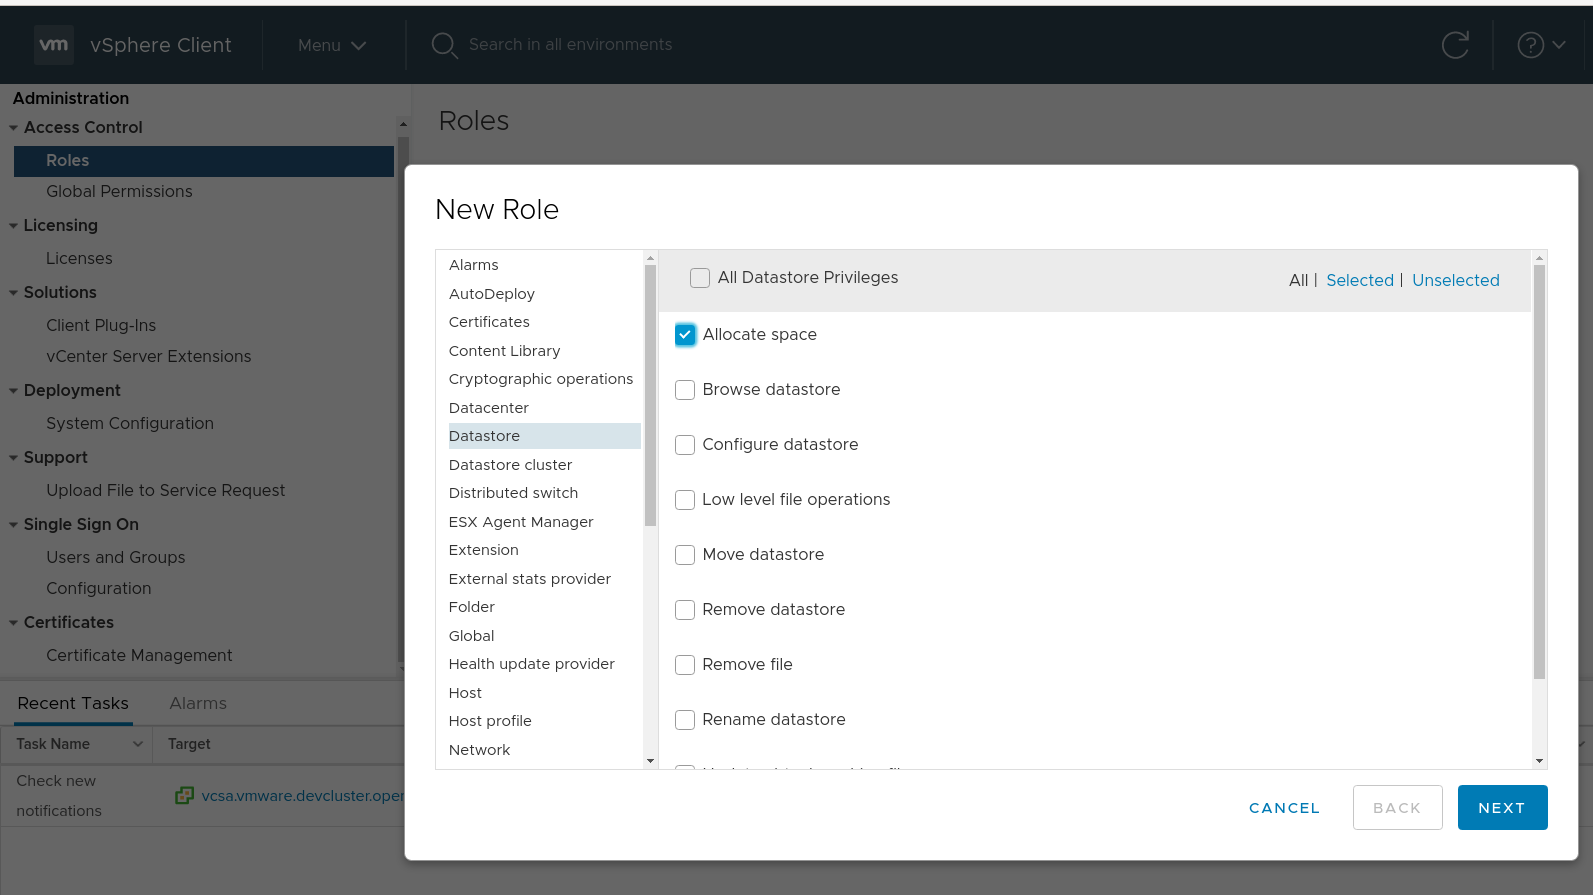 vm vSphere Client Menu Search in all environments
Administration
Access Control
Roles
Global Permissions
Licensing
Licenses
Solutions
Client Plug-Ins
vCenter Server Extensions
Deployment
System Configuration
Support
Upload File to Service Request
Single Sign On
Users and Groups
Configuration
Certificates
Certificate Management
Roles
New Role
Alarms
AutoDeploy
Certificates
Content Library
Cryptographic operations
Datacenter
Datastore
Datastore cluster
Distributed switch
ESX Agent Manager
Extension
External stats provider
Folder
Global
Health update provider
Host
Host profile
Network
All Datastore Privileges All | Selected | Unselected
Allocate space
Browse datastore
Configure datastore
Low level file operations
Move datastore
Remove datastore
Remove file
Rename datastore
CANCEL BACK NEXT
Recent Tasks Alarms
Task Name Target
Check new
notifications
vcsa.vmware.devcluster.oper